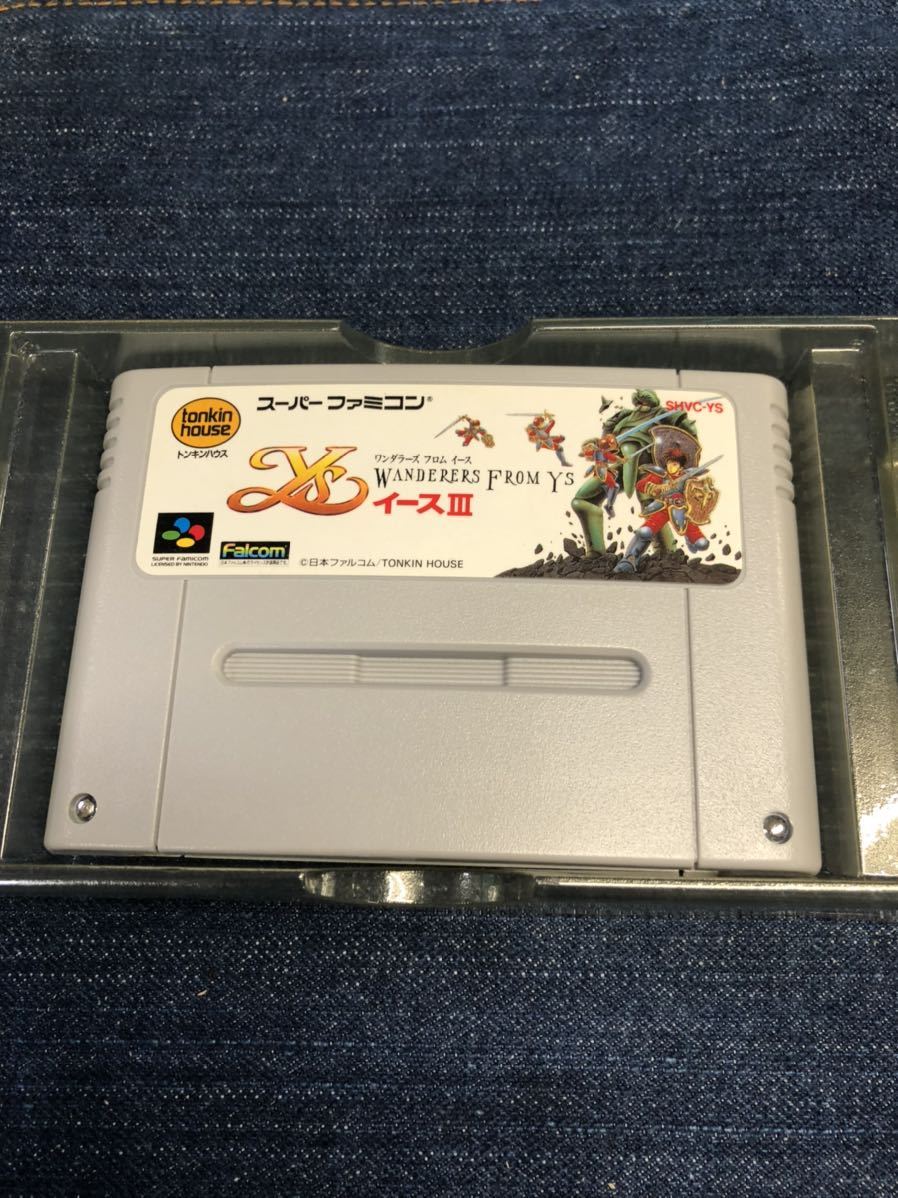 tonkin
house
トンキンハウス
スーパーファミコン®
SHVC-YS
Ys
ワンダラーズ フロム イース
WANDERERS FROM YS
イースIII
SUPER FAMICOM
LICENSED BY NINTENDO
Falcom
©日本ファルコム/TONKIN HOUSE